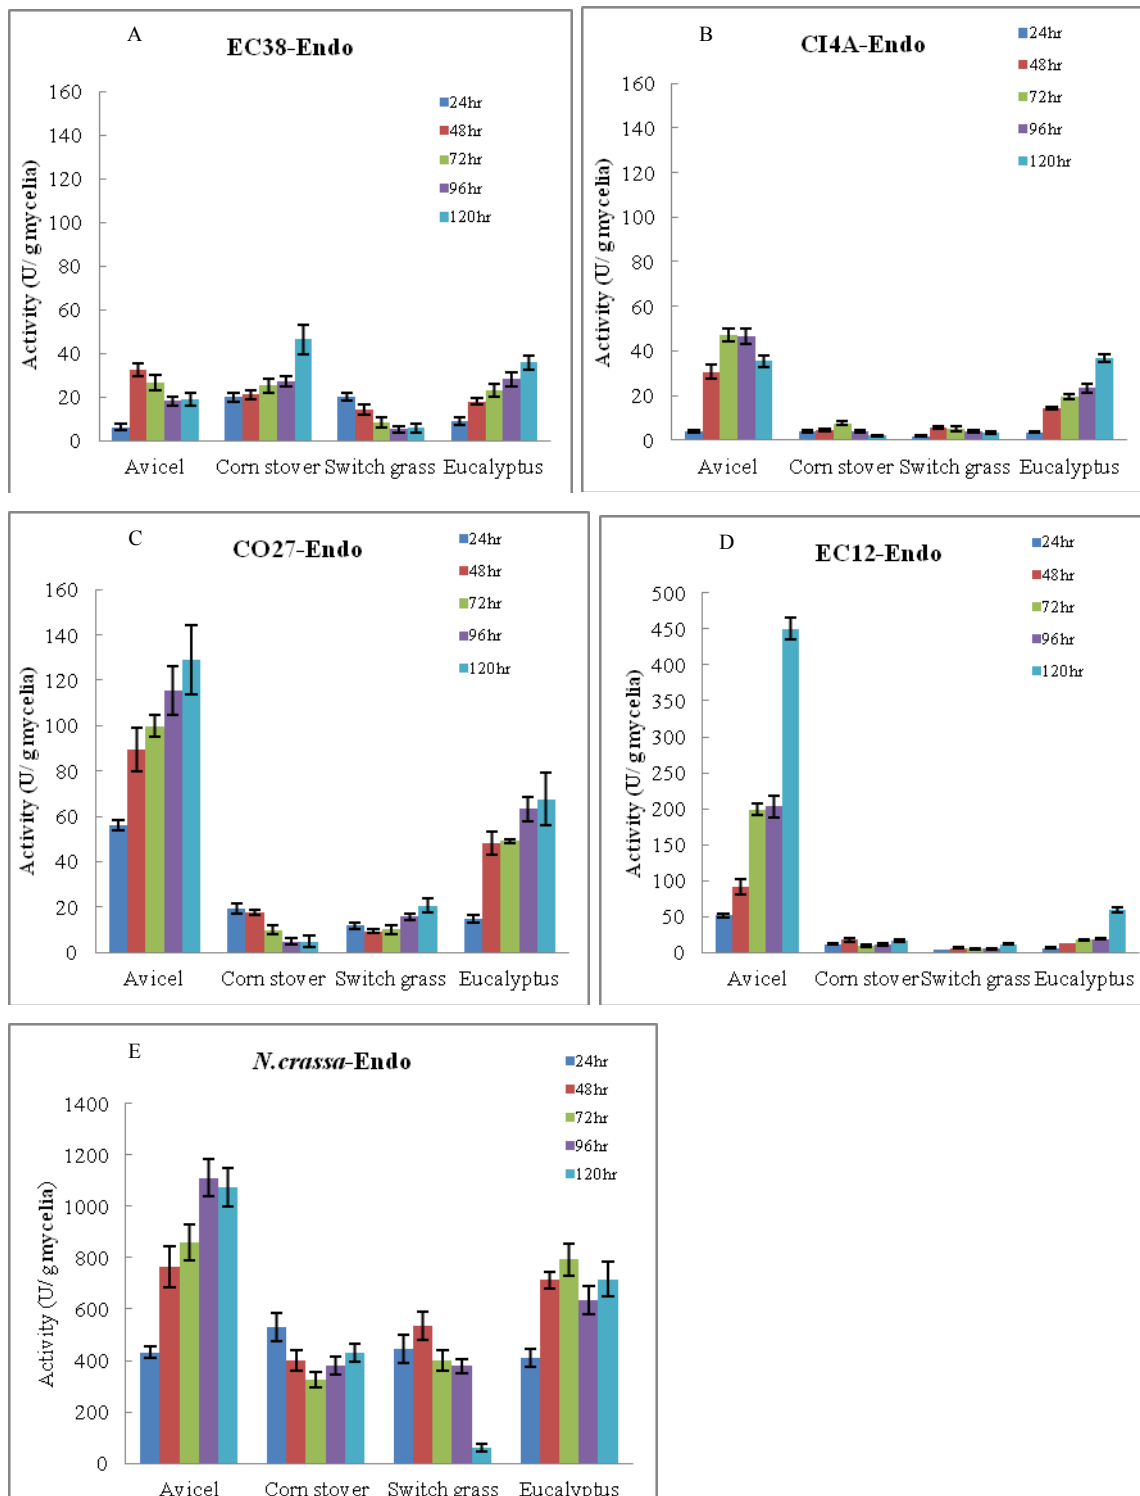 A
EC38-Endo
160
140
120
100
80
60
40
20
0
Activity (U/ gmycelia)
24hr
48hr
72hr
96hr
120hr
Avicel Corn stover Switch grass Eucalyptus
B
CI4A-Endo
160
140
120
100
80
60
40
20
0
Activity (U/ gmycelia)
24hr
48hr
72hr
96hr
120hr
Avicel Corn stover Switch grass Eucalyptus
C
CO27-Endo
160
140
120
100
80
60
40
20
0
Activity (U/ gmycelia)
24hr
48hr
72hr
96hr
120hr
Avicel Corn stover Switch grass Eucalyptus
D
EC12-Endo
500
450
400
350
300
250
200
150
100
50
0
Activity (U/ gmycelia)
24hr
48hr
72hr
96hr
120hr
Avicel Corn stover Switch grass Eucalyptus
E
N.crassa-Endo
1400
1200
1000
800
600
400
200
0
Activity (U/ gmycelia)
24hr
48hr
72hr
96hr
120hr
Avicel Corn stover Switch grass Eucalyptus